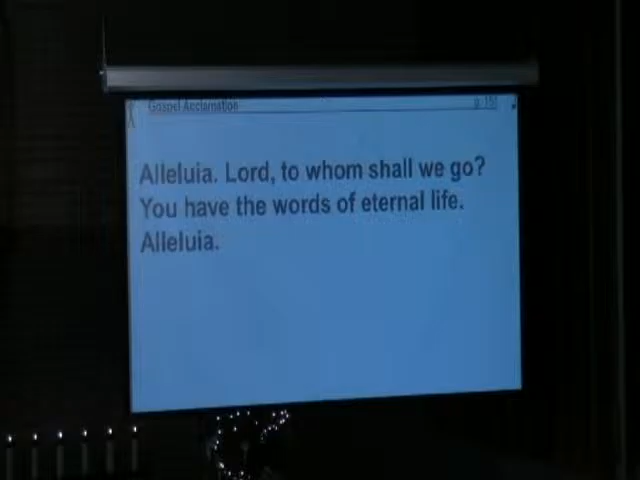 Gospel Acclamation
Alleluia. Lord, to whom shall we go?
You have the words of eternal life.
Alleluia.